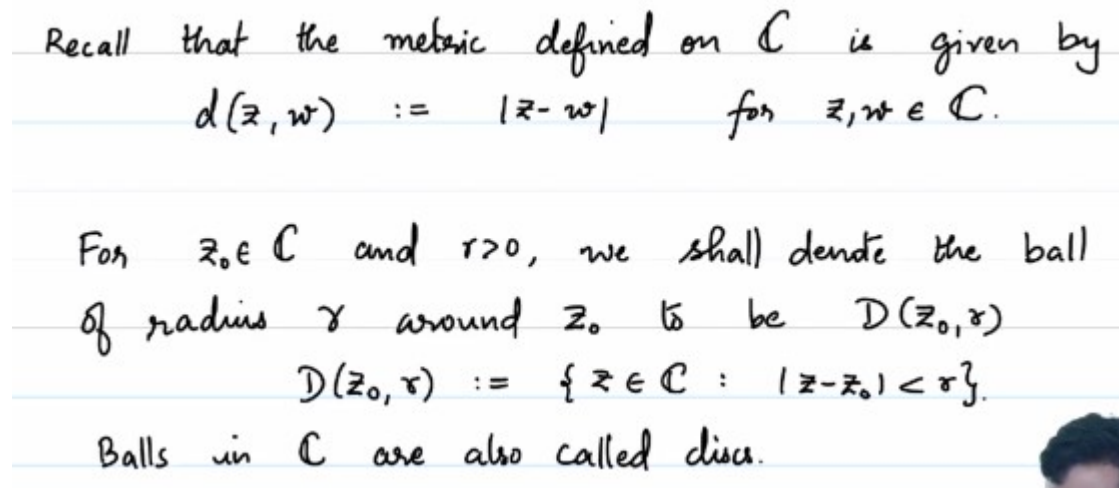 Recall that the metric defined on ℂ is given by
d(z, w) := |z - w| for z, w ∈ ℂ.
For z₀ ∈ ℂ and r>0, we shall denote the ball
of radius r around z₀ to be D(z₀, r)
D(z₀, r) := { z ∈ ℂ : |z - z₀| < r}.
Balls in ℂ are also called discs.